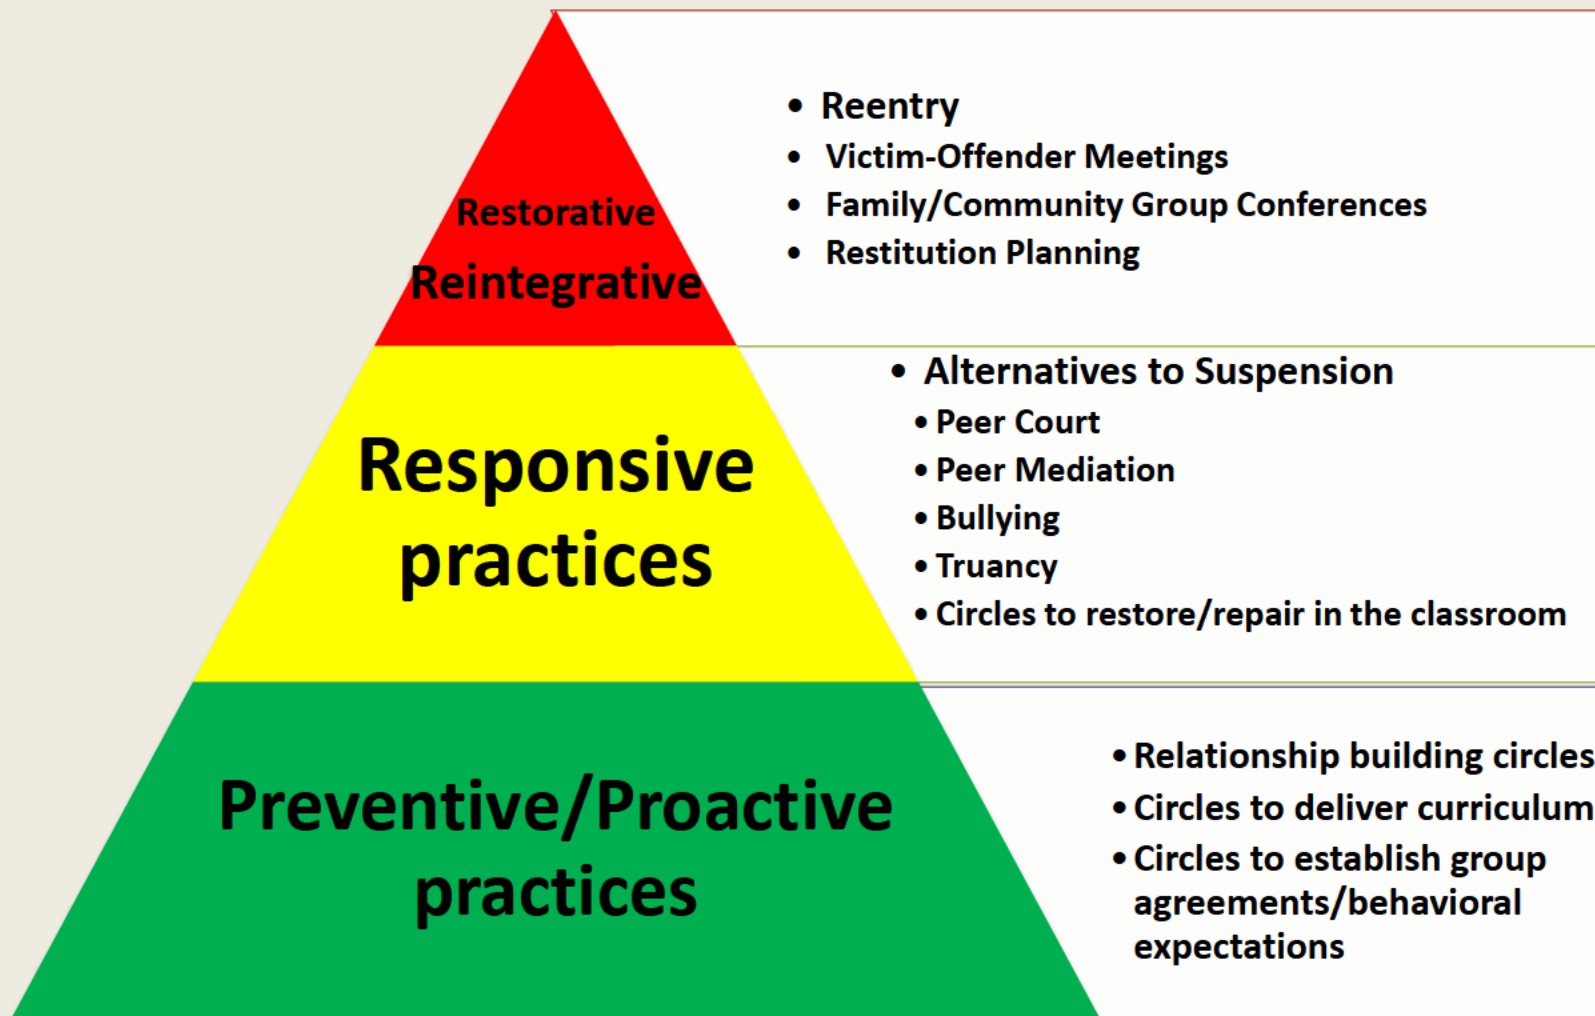 Restorative
Reintegrative
• Reentry
• Victim-Offender Meetings
• Family/Community Group Conferences
• Restitution Planning
Responsive
practices
• Alternatives to Suspension
• Peer Court
• Peer Mediation
• Bullying
• Truancy
• Circles to restore/repair in the classroom
Preventive/Proactive
practices
• Relationship building circles
• Circles to deliver curriculum
• Circles to establish group
agreements/behavioral
expectations